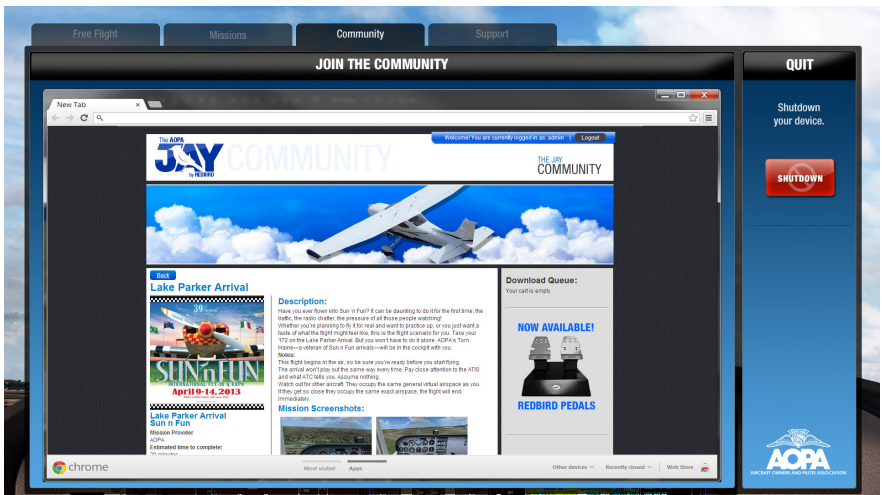 Free Flight
Missions
Community
Support
JOIN THE COMMUNITY
QUIT
New Tab
Shutdown
your device.
SHUTDOWN
Welcome! You are currently logged in as: admin | Logout
The AOPA
JAY
by REDBIRD
COMMUNITY
THE JAY
COMMUNITY
Back
Lake Parker Arrival
39th Annual
SUN 'n FUN
INTERNATIONAL FLY-IN & EXPO
April 9-14, 2013
Lake Parker Arrival
Sun n Fun
Mission Provider
AOPA
Estimated time to complete:
20 minutes
Description:
Have you ever flown into Sun 'n Fun? It can be daunting to do it for the first time; the
traffic, the radio chatter, the pressure of all those people watching!
Whether you're planning to fly it for real and want to practice up, or you just want a
taste of what the flight might feel like, this is the flight scenario for you. Take your
172 on the Lake Parker Arrival. But you won't have to do it alone. AOPA's Tom
Haines—a veteran of Sun n Fun arrivals—will be in the cockpit with you.
Notes:
This flight begins in the air, so be sure you're ready before you start flying.
The arrival won't play out the same way every time. Pay close attention to the ATIS
and what ATC tells you. Assume nothing.
Watch out for other aircraft. They occupy the same general virtual airspace as you.
If they get so close they occupy the same exact airspace, the flight will end.
Immediately.
Mission Screenshots:
Download Queue:
Your cart is empty.
NOW AVAILABLE!
REDBIRD PEDALS
chrome
Most visited
Apps
Other devices
Recently closed
Web Store
AOPA
AIRCRAFT OWNERS AND PILOTS ASSOCIATION